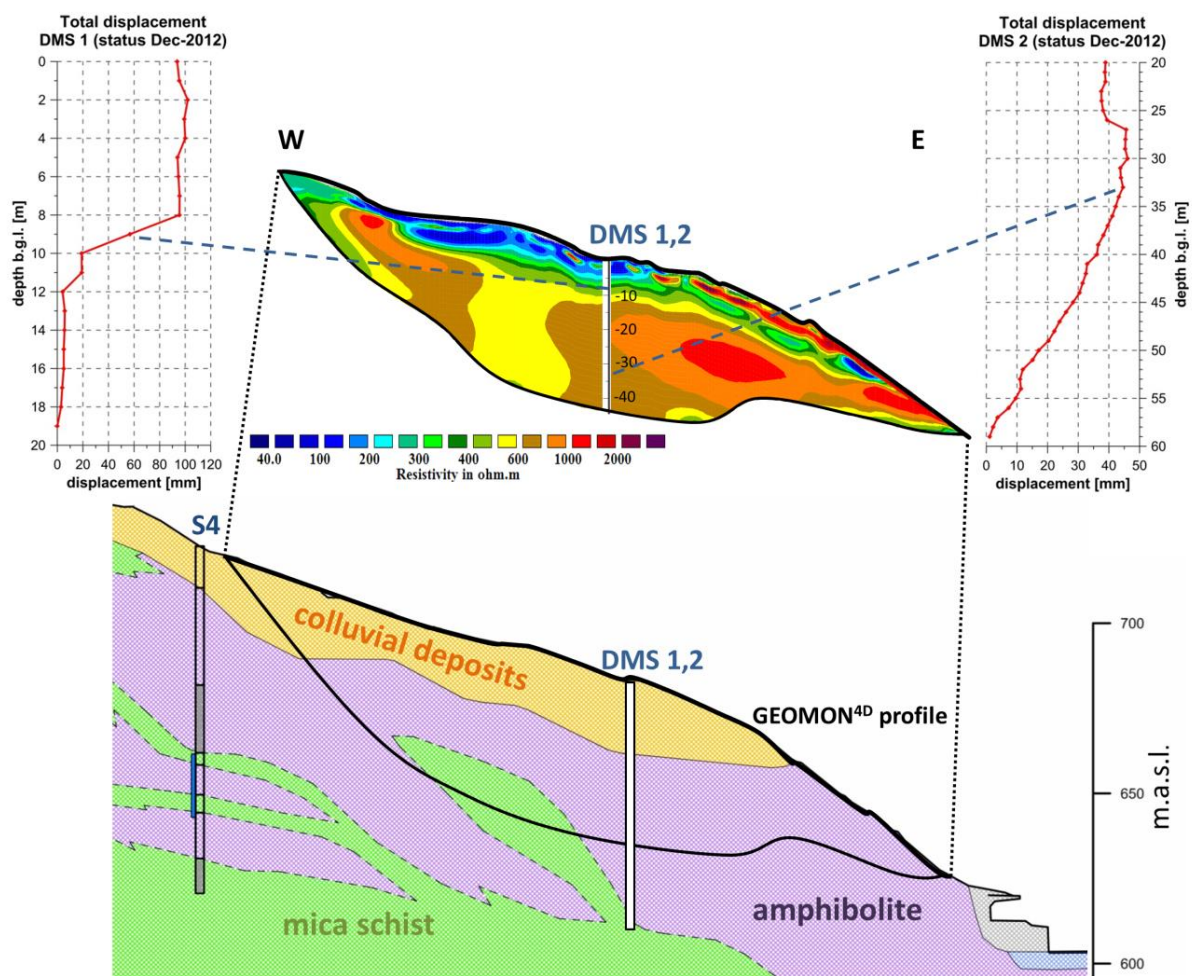 Total displacement
DMS 1 (status Dec-2012)
0
2
4
6
8
10
12
14
16
18
20
depth b.g.l. [m]
0 20 40 60 80 100 120
displacement [mm]
W
E
DMS 1,2
-10
-20
-30
-40
40.0 100 200 300 400 600 1000 2000
Resistivity in ohm.m
Total displacement
DMS 2 (status Dec-2012)
20
25
30
35
40
45
50
55
60
depth b.g.l. [m]
0 10 20 30 40 50
displacement [mm]
S4
colluvial deposits
DMS 1,2
GEOMON4D profile
mica schist
amphibolite
700
650
600
m.a.s.l.